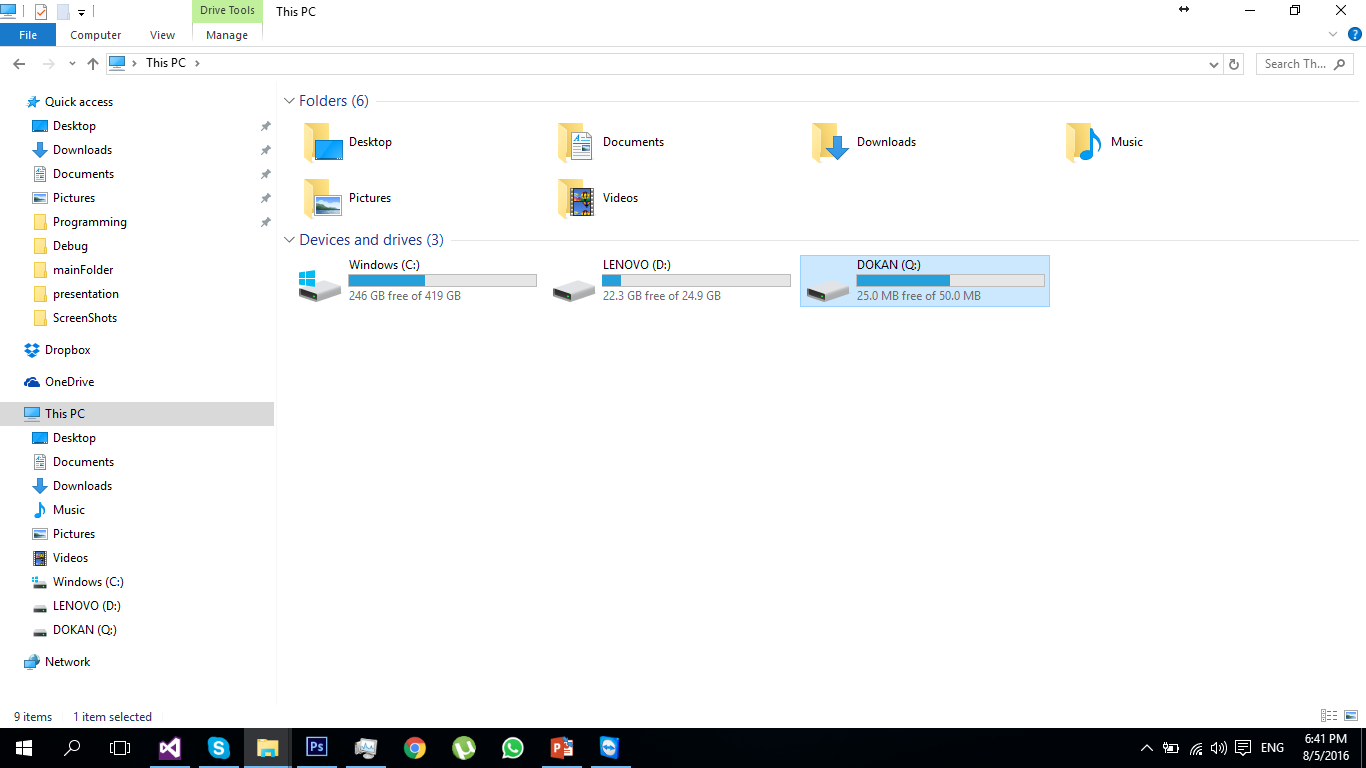 Drive Tools
This PC
File
Computer
View
Manage
This PC
Search Th...
Quick access
Desktop
Downloads
Documents
Pictures
Programming
Debug
mainFolder
presentation
ScreenShots
Dropbox
OneDrive
This PC
Desktop
Documents
Downloads
Music
Pictures
Videos
Windows (C:)
LENOVO (D:)
DOKAN (Q:)
Network
Folders (6)
Desktop
Documents
Downloads
Music
Pictures
Videos
Devices and drives (3)
Windows (C:)
246 GB free of 419 GB
LENOVO (D:)
22.3 GB free of 24.9 GB
DOKAN (Q:)
25.0 MB free of 50.0 MB
9 items
1 item selected
Ps
ENG
6:41 PM
8/5/2016